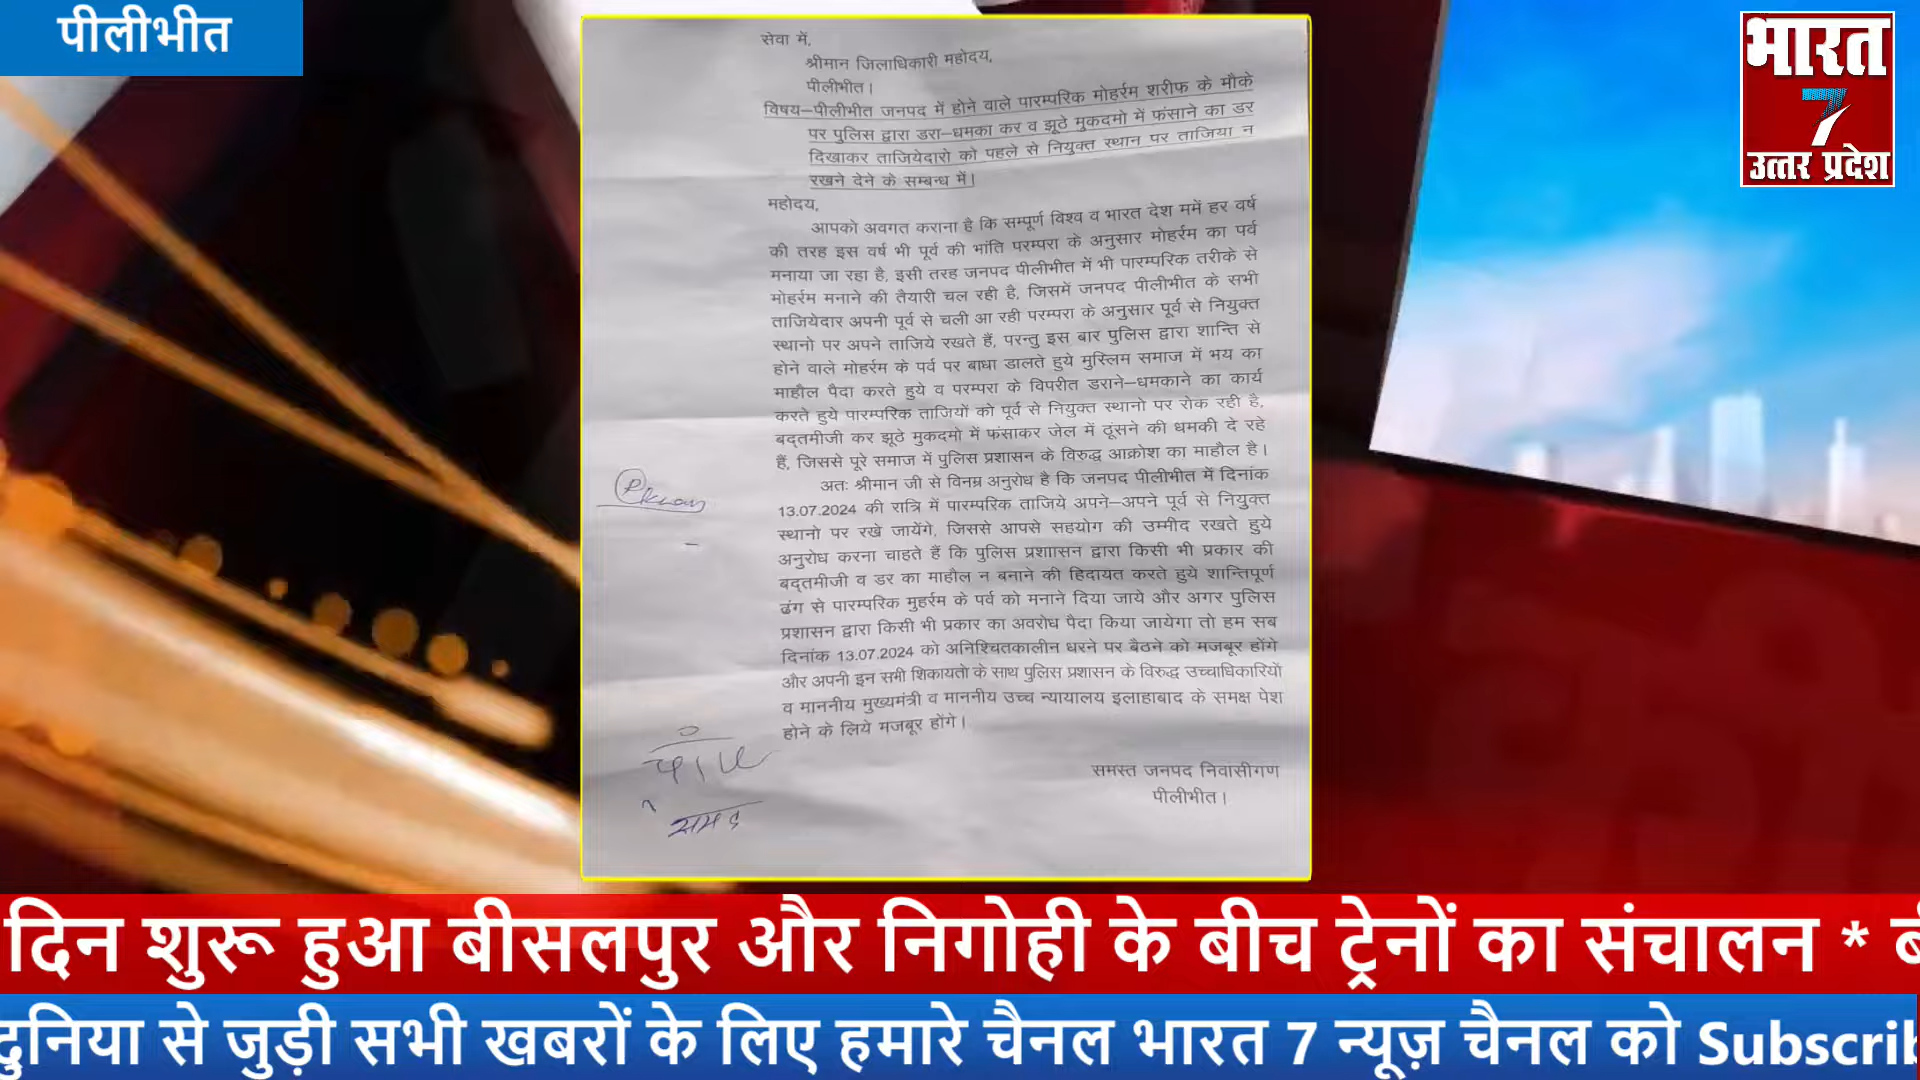 पीलीभीत
भारत
7
उत्तर प्रदेश
सेवा में,
श्रीमान जिलाधिकारी महोदय,
पीलीभीत।
विषय–पीलीभीत जनपद में होने वाले पारम्परिक मोहर्रम शरीफ के मौके
पर पुलिस द्वारा डरा–धमका कर व झूठे मुकदमो में फंसाने का डर
दिखाकर ताजियेदारो को पहले से नियुक्त स्थान पर ताजिया न
रखने देने के सम्बन्ध में।
महोदय,
आपको अवगत कराना है कि सम्पूर्ण विश्व व भारत देश ममें हर वर्ष
की तरह इस वर्ष भी पूर्व की भांति परम्परा के अनुसार मोहर्रम का पर्व
मनाया जा रहा है, इसी तरह जनपद पीलीभीत में भी पारम्परिक तरीके से
मोहर्रम मनाने की तैयारी चल रही है, जिसमें जनपद पीलीभीत के सभी
ताजियेदार अपनी पूर्व से चली आ रही परम्परा के अनुसार पूर्व से नियुक्त
स्थानो पर अपने ताजिये रखते हैं, परन्तु इस बार पुलिस द्वारा शान्ति से
होने वाले मोहर्रम के पर्व पर बाधा डालते हुये मुस्लिम समाज में भय का
माहौल पैदा करते हुये व परम्परा के विपरीत डराने–धमकाने का कार्य
करते हुये पारम्परिक ताजियों को पूर्व से नियुक्त स्थानो पर रोक रही है,
बद्तमीजी कर झूठे मुकदमो में फंसाकर जेल में ठूंसने की धमकी दे रहे
हैं, जिससे पूरे समाज में पुलिस प्रशासन के विरुद्ध आक्रोश का माहौल है।
अतः श्रीमान जी से विनम्र अनुरोध है कि जनपद पीलीभीत में दिनांक
13.07.2024 की रात्रि में पारम्परिक ताजिये अपने–अपने पूर्व से नियुक्त
स्थानो पर रखे जायेंगे, जिससे आपसे सहयोग की उम्मीद रखते हुये
अनुरोध करना चाहते हैं कि पुलिस प्रशाासन द्वारा किसी भी प्रकार की
बद्तमीजी व डर का माहौल न बनाने की हिदायत करते हुये शान्तिपूर्ण
ढंग से पारम्परिक मुहर्रम के पर्व को मनाने दिया जाये और अगर पुलिस
प्रशासन द्वारा किसी भी प्रकार का अवरोध पैदा किया जायेगा तो हम सब
दिनांक 13.07.2024 को अनिश्चितकालीन धरने पर बैठने को मजबूर होंगे
और अपनी इन सभी शिकायतो के साथ पुलिस प्रशासन के विरुद्ध उच्चाधिकारियों
व माननीय मुख्यमंत्री व माननीय उच्च न्यायालय इलाहाबाद के समक्ष पेश
होने के लिये मजबूर होंगे।
समस्त जनपद निवासीगण
पीलीभीत।
दिन शुरू हुआ बीसलपुर और निगोही के बीच ट्रेनों का संचालन *
दुनिया से जुड़ी सभी खबरों के लिए हमारे चैनल भारत 7 न्यूज़ चैनल को Subscrib